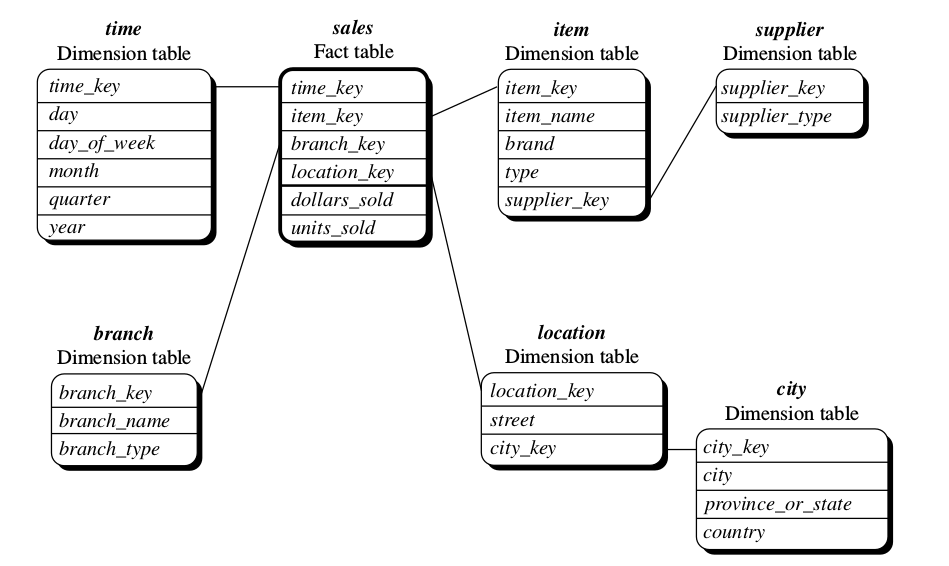 time
Dimension table
time_key
day
day_of_week
month
quarter
year
sales
Fact table
time_key
item_key
branch_key
location_key
dollars_sold
units_sold
item
Dimension table
item_key
item_name
brand
type
supplier_key
supplier
Dimension table
supplier_key
supplier_type
branch
Dimension table
branch_key
branch_name
branch_type
location
Dimension table
location_key
street
city_key
city
Dimension table
city_key
city
province_or_state
country